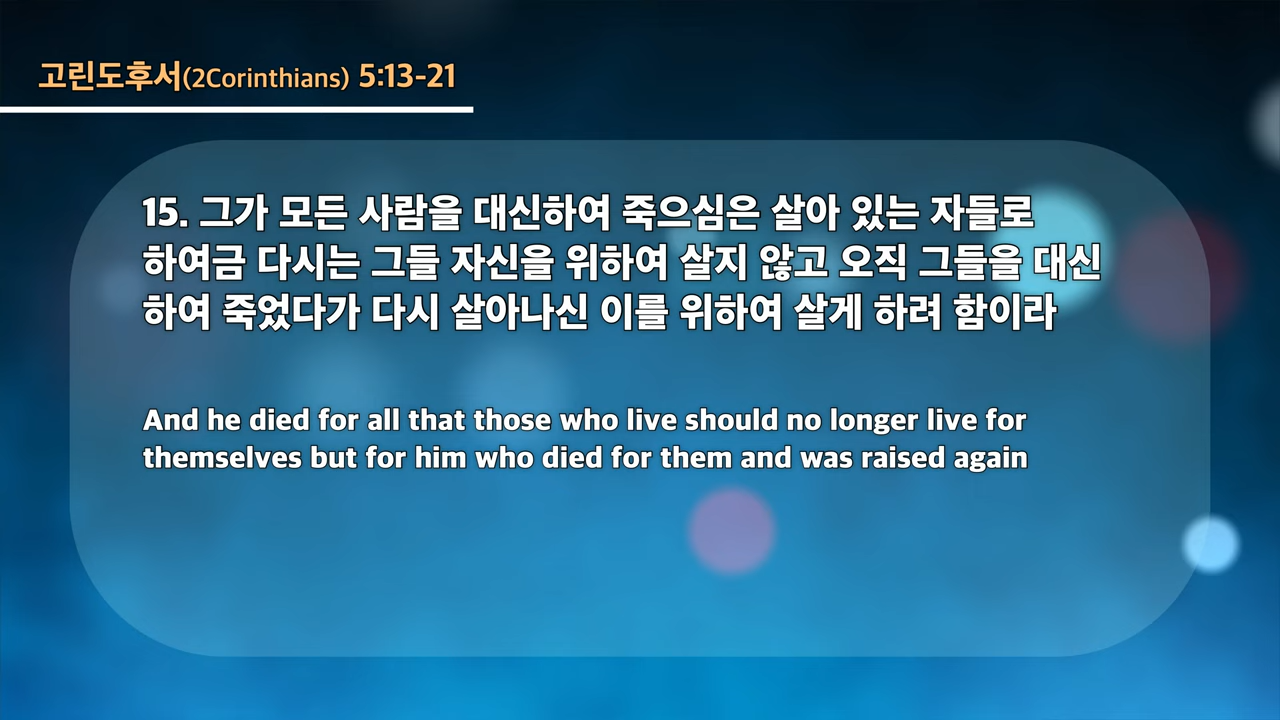 고린도후서(2Corinthians) 5:13-21
15. 그가 모든 사람을 대신하여 죽으심은 살아 있는 자들로
하여금 다시는 그들 자신을 위하여 살지 않고 오직 그들을 대신
하여 죽었다가 다시 살아나신 이를 위하여 살게 하려 함이라
And he died for all that those who live should no longer live for
themselves but for him who died for them and was raised again